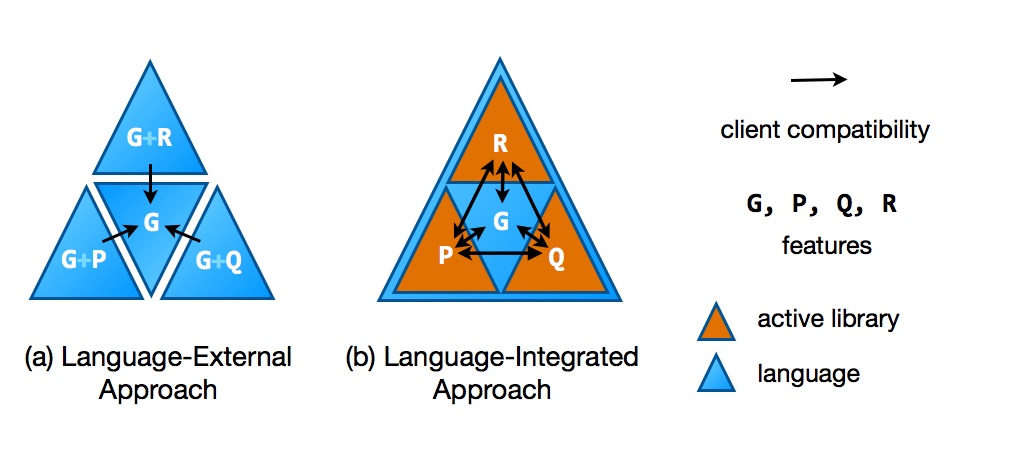 G+R
G
G+P
G+Q
(a) Language-External
Approach
R
G
P
Q
(b) Language-Integrated
Approach
client compatibility
G, P, Q, R
features
active library
language